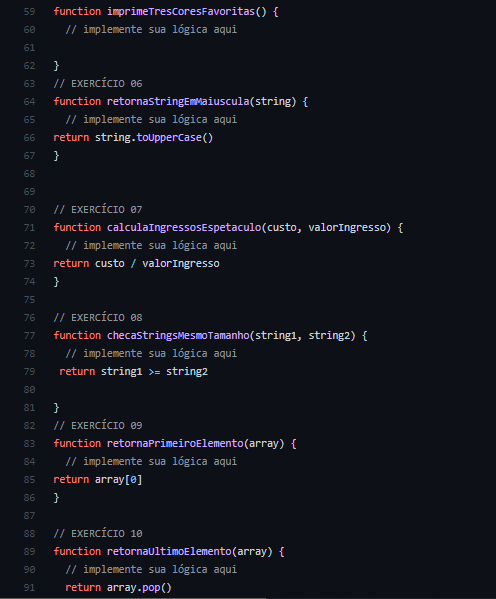 59 function imprimeTresCoresFavoritas() {
60 // implemente sua lógica aqui
61
62 }
63 // EXERCÍCIO 06
64 function retornaStringEmMaiuscula(string) {
65 // implemente sua lógica aqui
66 return string.toUpperCase()
67 }
68
69
70 // EXERCÍCIO 07
71 function calculaIngressosEspetaculo(custo, valorIngresso) {
72 // implemente sua lógica aqui
73 return custo / valorIngresso
74 }
75
76 // EXERCÍCIO 08
77 function checaStringsMesmoTamanho(string1, string2) {
78 // implemente sua lógica aqui
79 return string1 >= string2
80
81 }
82 // EXERCÍCIO 09
83 function retornaPrimeiroElemento(array) {
84 // implemente sua lógica aqui
85 return array[0]
86 }
87
88 // EXERCÍCIO 10
89 function retornaUltimoElemento(array) {
90 // implemente sua lógica aqui
91 return array.pop()